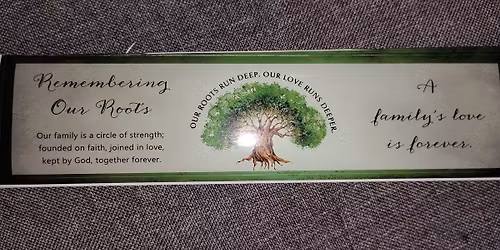 Remembering
Our Roots
Our family is a circle of strength;
founded on faith, joined in love,
kept by God, together forever.
OUR ROOTS RUN DEEP. OUR LOVE RUNS DEEPER.
A
family's love
is forever.